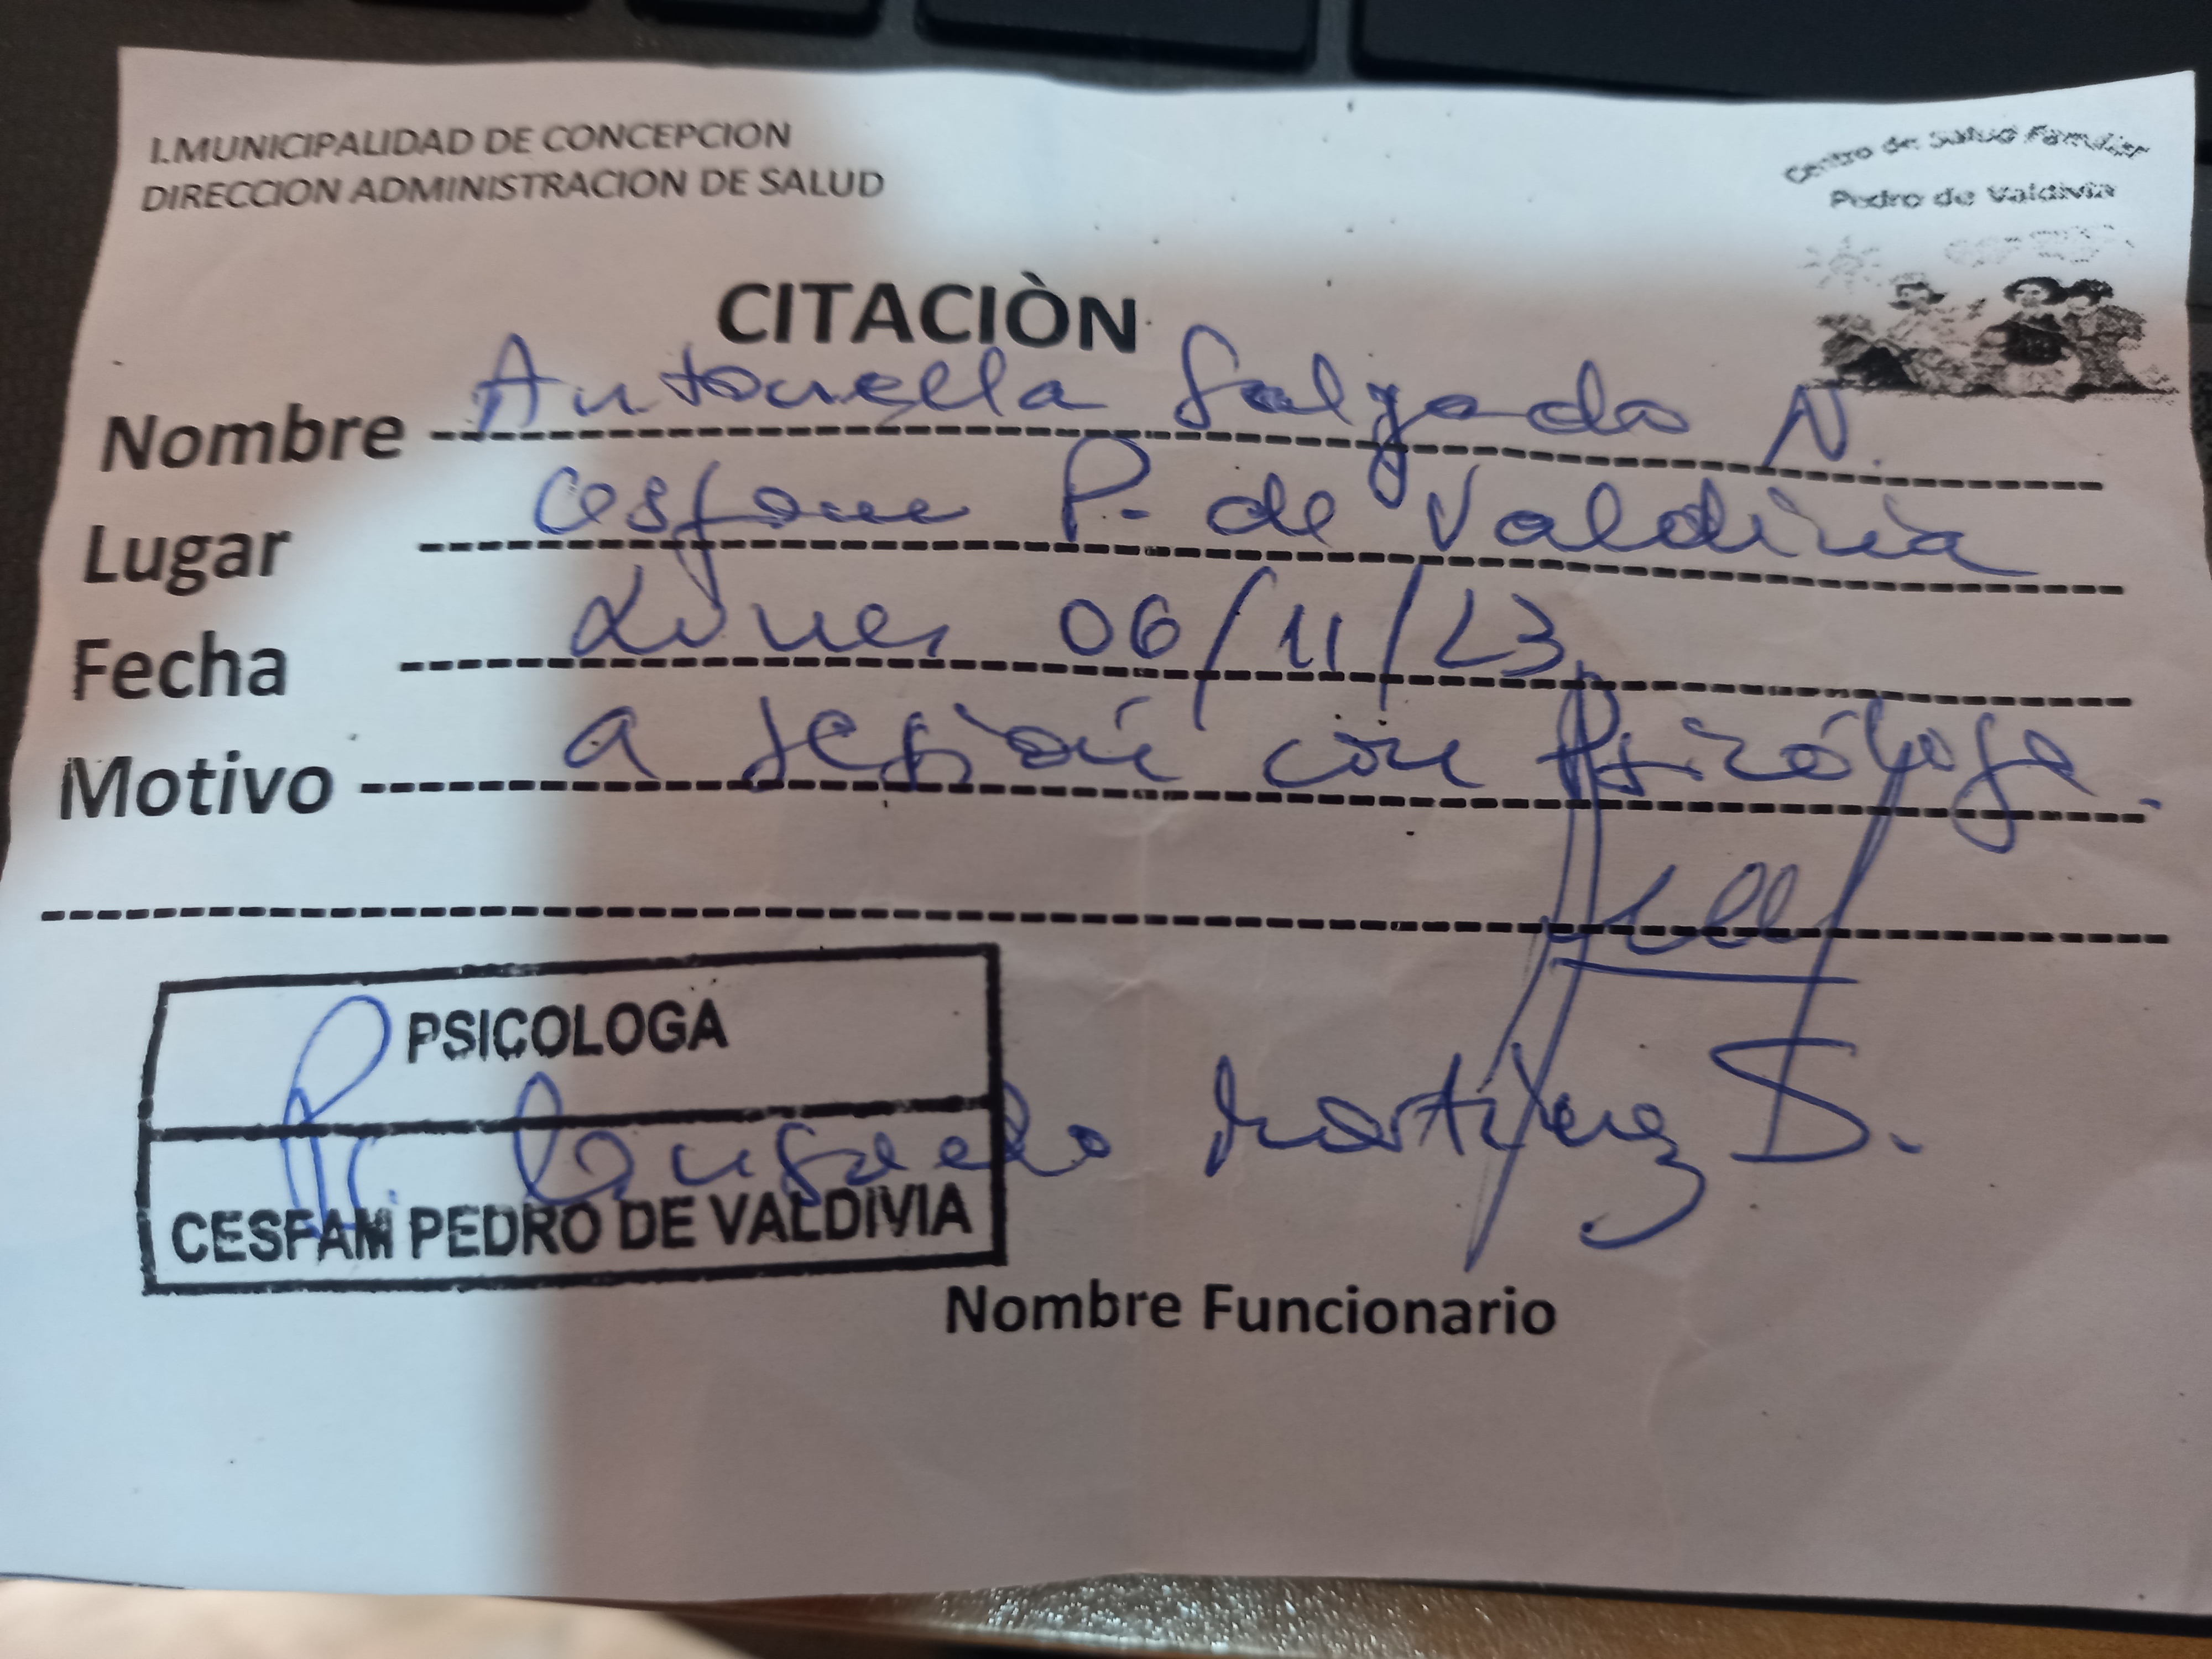 I.MUNICIPALIDAD DE CONCEPCION
DIRECCION ADMINISTRACION DE SALUD
Centro de Salud Familiar
Pedro de Valdivia
CITACIÒN
Nombre Antonella Salgado N.
Lugar Cesfam P. de Valdivia
Fecha Lunes 06/11/23
Motivo a sesión con Psicóloga.
PSICOLOGA
Ps. Consuelo Martínez S.
CESFAM PEDRO DE VALDIVIA
Nombre Funcionario